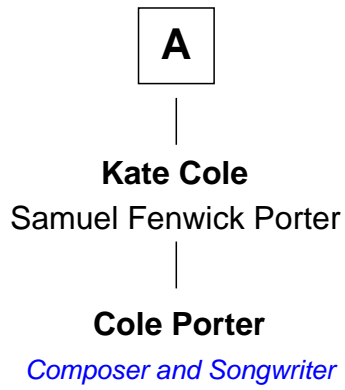 A
Kate Cole
Samuel Fenwick Porter
Cole Porter
Composer and Songwriter